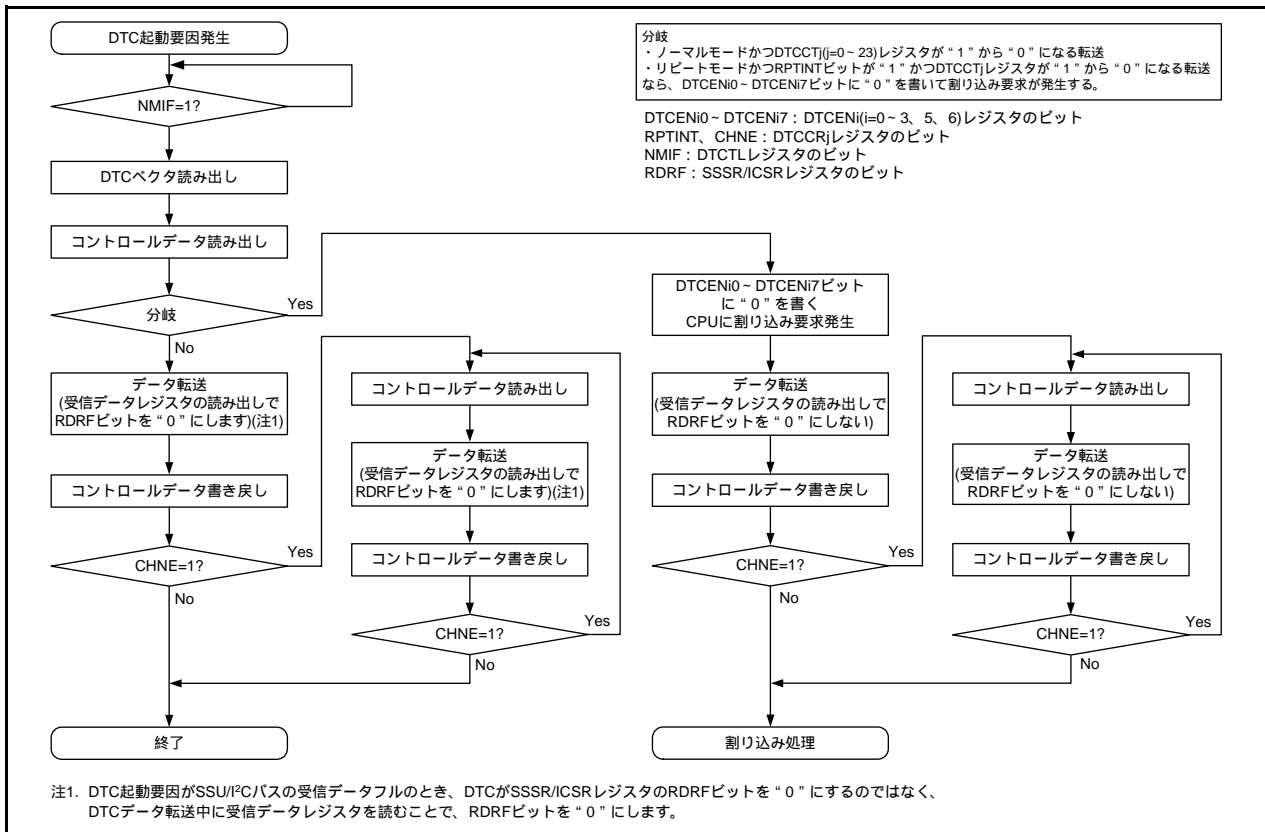 DTC起動要因発生
NMIF=1?
DTCベクタ読み出し
コントロールデータ読み出し
分岐
Yes
No
データ転送
(受信データレジスタの読み出しで
RDRFビットを“0”にします)(注1)
コントロールデータ書き戻し
CHNE=1?
Yes
No
終了
コントロールデータ読み出し
データ転送
(受信データレジスタの読み出しで
RDRFビットを“0”にします)(注1)
コントロールデータ書き戻し
CHNE=1?
Yes
No
分岐
・ノーマルモードかつDTCCTj(j=0~23)レジスタが“1”から“0”になる転送
・リピートモードかつRPTINTビットが“1”かつDTCCTjレジスタが“1”から“0”になる転送
なら、DTCENi0~DTCENi7ビットに“0”を書いて割り込み要求が発生する。
DTCENi0~DTCENi7：DTCENi(i=0~3、5、6)レジスタのビット
RPTINT、CHNE：DTCCRjレジスタのビット
NMIF：DTCTLレジスタのビット
RDRF：SSSR/ICSRレジスタのビット
DTCENi0~DTCENi7ビット
に“0”を書く
CPUに割り込み要求発生
データ転送
(受信データレジスタの読み出しで
RDRFビットを“0”にしない)
コントロールデータ書き戻し
CHNE=1?
Yes
No
割り込み処理
コントロールデータ読み出し
データ転送
(受信データレジスタの読み出しで
RDRFビットを“0”にしない)
コントロールデータ書き戻し
CHNE=1?
Yes
No
注1. DTC起動要因がSSU/I²Cバスの受信データフルのとき、DTCがSSSR/ICSRレジスタのRDRFビットを“0”にするのではなく、
DTCデータ転送中に受信データレジスタを読むことで、RDRFビットを“0”にします。